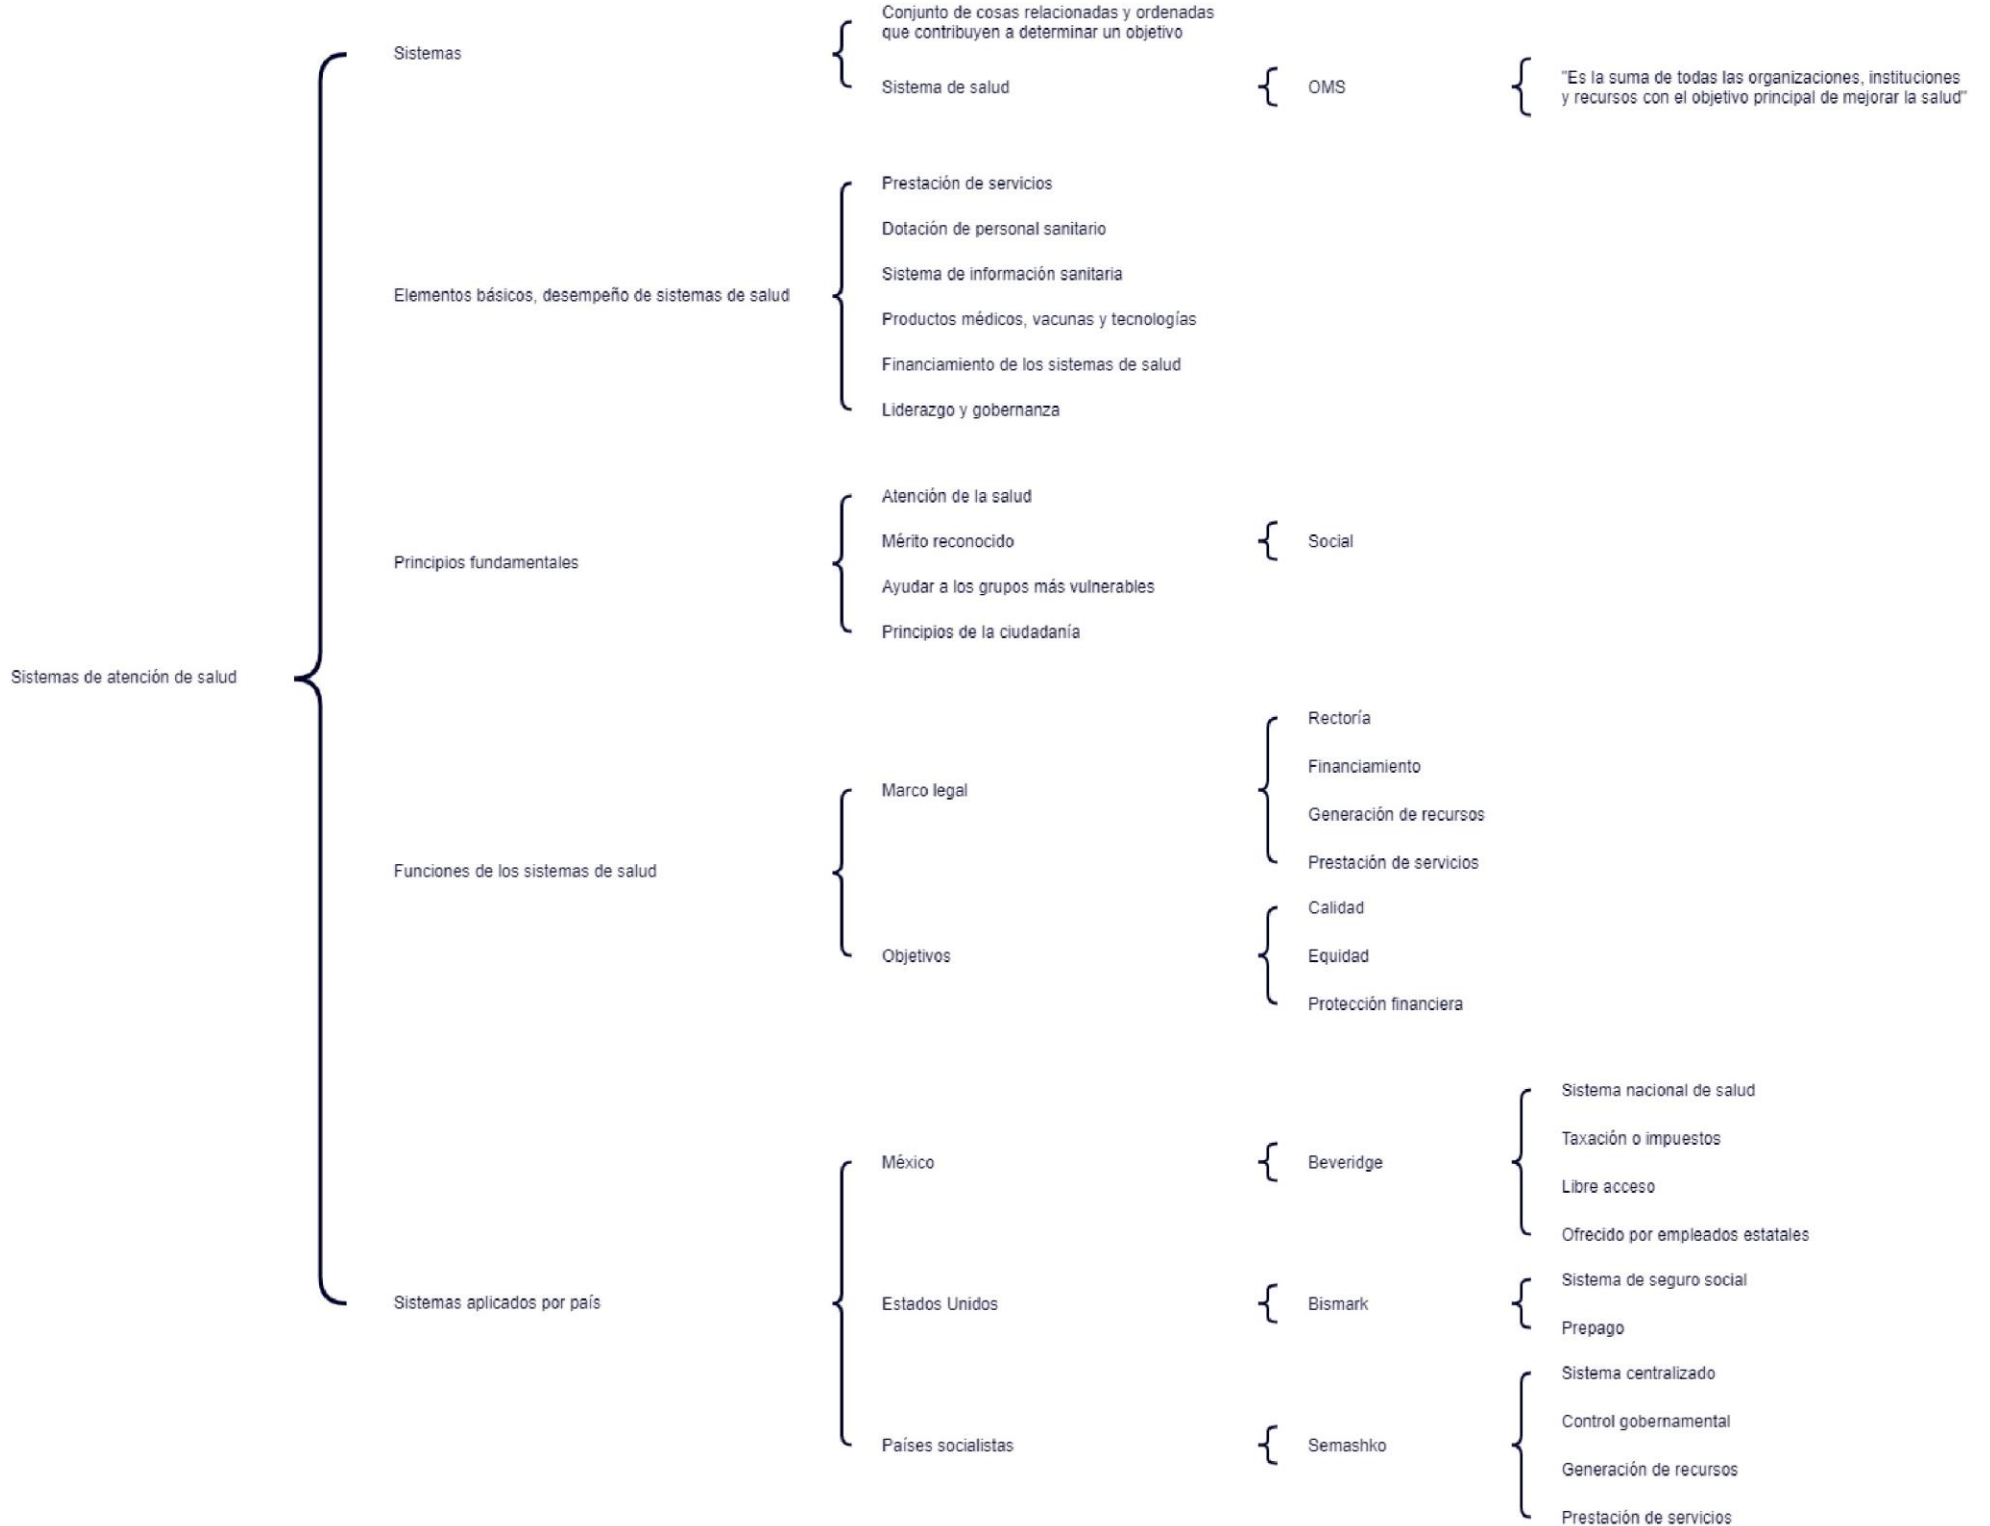 Conjunto de cosas relacionadas y ordenadas
que contribuyen a determinar un objetivo
Sistemas
Sistema de salud
OMS
"Es la suma de todas las organizaciones, instituciones
y recursos con el objetivo principal de mejorar la salud"
Prestación de servicios
Dotación de personal sanitario
Sistema de información sanitaria
Elementos básicos, desempeño de sistemas de salud
Productos médicos, vacunas y tecnologías
Financiamiento de los sistemas de salud
Liderazgo y gobernanza
Atención de la salud
Mérito reconocido
Social
Principios fundamentales
Ayudar a los grupos más vulnerables
Principios de la ciudadanía
Sistemas de atención de salud
Rectoría
Financiamiento
Marco legal
Generación de recursos
Prestación de servicios
Funciones de los sistemas de salud
Calidad
Objetivos
Equidad
Protección financiera
Sistema nacional de salud
Taxación o impuestos
México
Beveridge
Libre acceso
Ofrecido por empleados estatales
Sistemas aplicados por país
Estados Unidos
Bismark
Sistema de seguro social
Prepago
Sistema centralizado
Control gobernamental
Países socialistas
Semashko
Generación de recursos
Prestación de servicios